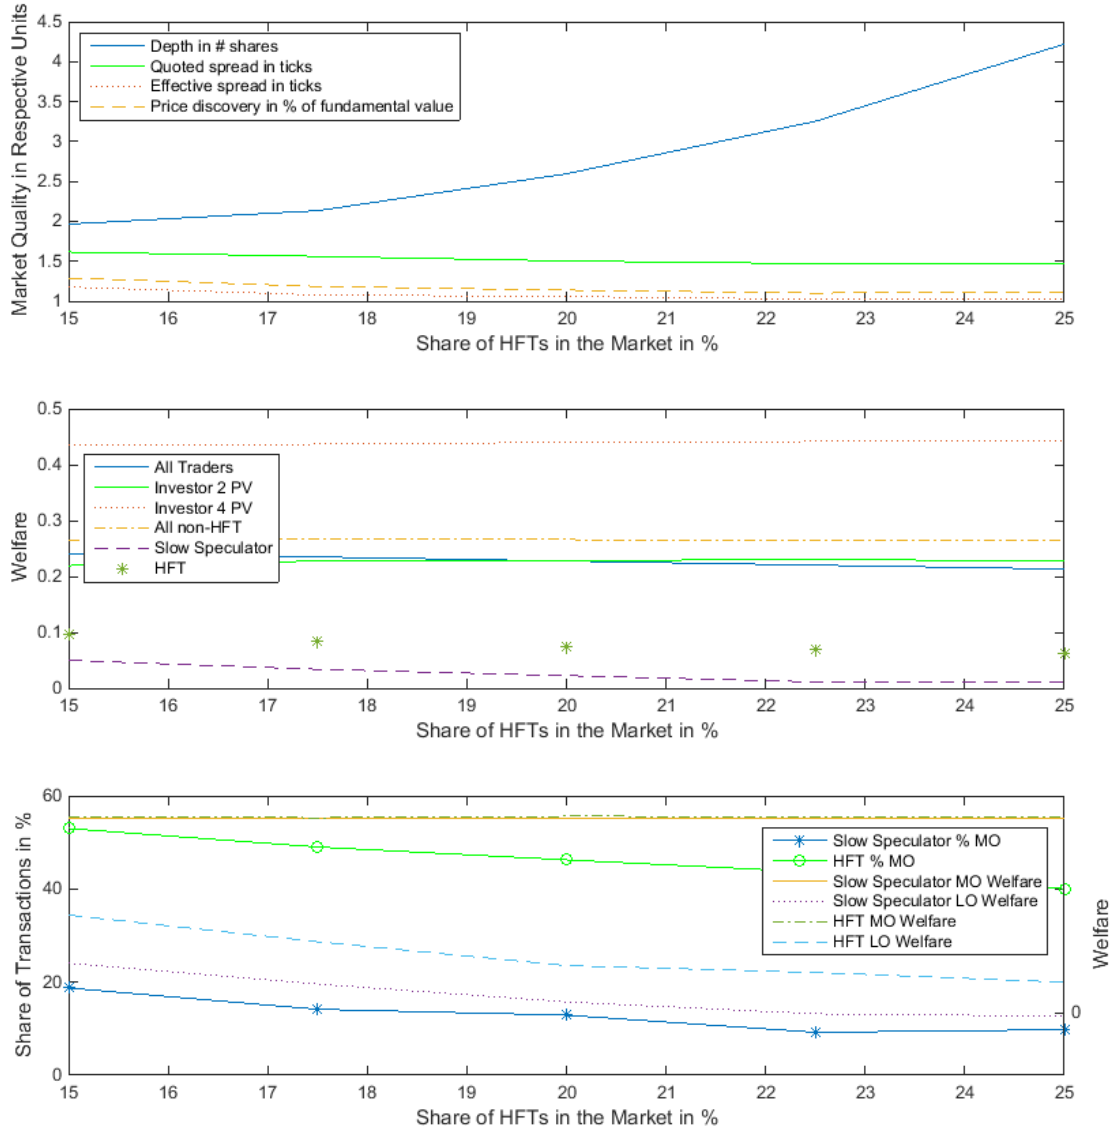 4.5
4
3.5
3
2.5
2
1.5
1
Market Quality in Respective Units
Depth in # shares
Quoted spread in ticks
Effective spread in ticks
Price discovery in % of fundamental value
15 16 17 18 19 20 21 22 23 24 25
Share of HFTs in the Market in %
0.5
0.4
0.3
0.2
0.1
0
Welfare
All Traders
Investor 2 PV
Investor 4 PV
All non-HFT
Slow Speculator
HFT
15 16 17 18 19 20 21 22 23 24 25
Share of HFTs in the Market in %
60
40
20
0
Share of Transactions in %
Slow Speculator % MO
HFT % MO
Slow Speculator MO Welfare
Slow Speculator LO Welfare
HFT MO Welfare
HFT LO Welfare
0
Welfare
15 16 17 18 19 20 21 22 23 24 25
Share of HFTs in the Market in %